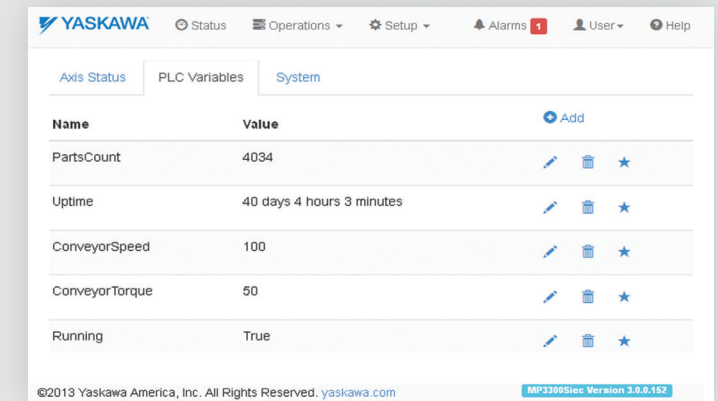 YASKAWA Status Operations Setup Alarms 1 User Help
Axis Status PLC Variables System
Name Value Add
PartsCount 4034
Uptime 40 days 4 hours 3 minutes
ConveyorSpeed 100
ConveyorTorque 50
Running True
©2013 Yaskawa America, Inc. All Rights Reserved. yaskawa.com MP3300Siec Version 3.0.0.152